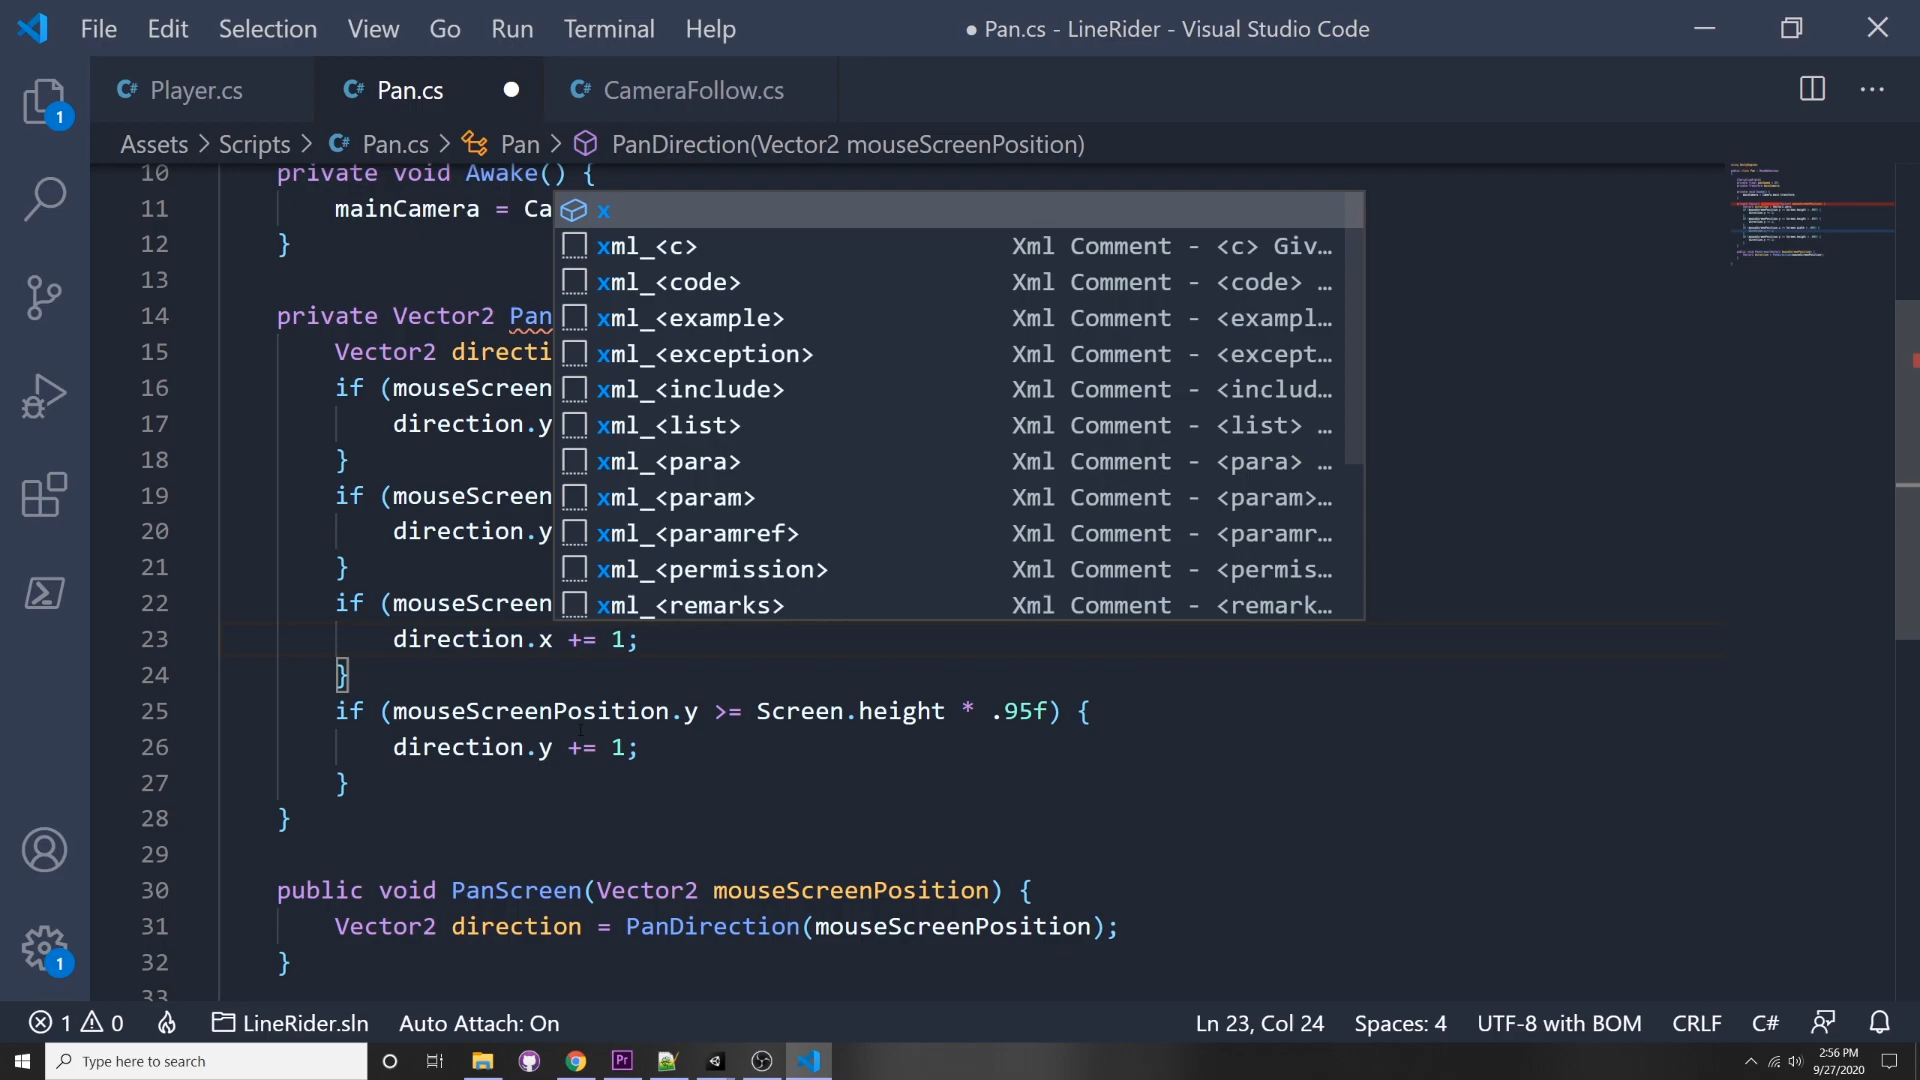 File Edit Selection View Go Run Terminal Help ● Pan.cs - LineRider - Visual Studio Code
C# Player.cs C# Pan.cs ● C# CameraFollow.cs
1
Assets > Scripts > C# Pan.cs > Pan > PanDirection(Vector2 mouseScreenPosition)
10 private void Awake() {
11 mainCamera = Ca
12 }
13
14 private Vector2 Pan
15 Vector2 directi
16 if (mouseScreen
17 direction.y
18 }
19 if (mouseScreen
20 direction.y
21 }
22 if (mouseScreen
23 direction.x += 1;
24 }
25 if (mouseScreenPosition.y >= Screen.height * .95f) {
26 direction.y += 1;
27 }
28 }
29
30 public void PanScreen(Vector2 mouseScreenPosition) {
31 Vector2 direction = PanDirection(mouseScreenPosition);
32 }
33
x
xml_<c> Xml Comment - <c> Giv…
xml_<code> Xml Comment - <code> …
xml_<example> Xml Comment - <exampl…
xml_<exception> Xml Comment - <except…
xml_<include> Xml Comment - <includ…
xml_<list> Xml Comment - <list> …
xml_<para> Xml Comment - <para> …
xml_<param> Xml Comment - <param>…
xml_<paramref> Xml Comment - <paramr…
xml_<permission> Xml Comment - <permis…
xml_<remarks> Xml Comment - <remark…
1
1 0 LineRider.sln Auto Attach: On Ln 23, Col 24 Spaces: 4 UTF-8 with BOM CRLF C#
Type here to search Pr 2:56 PM
9/27/2020